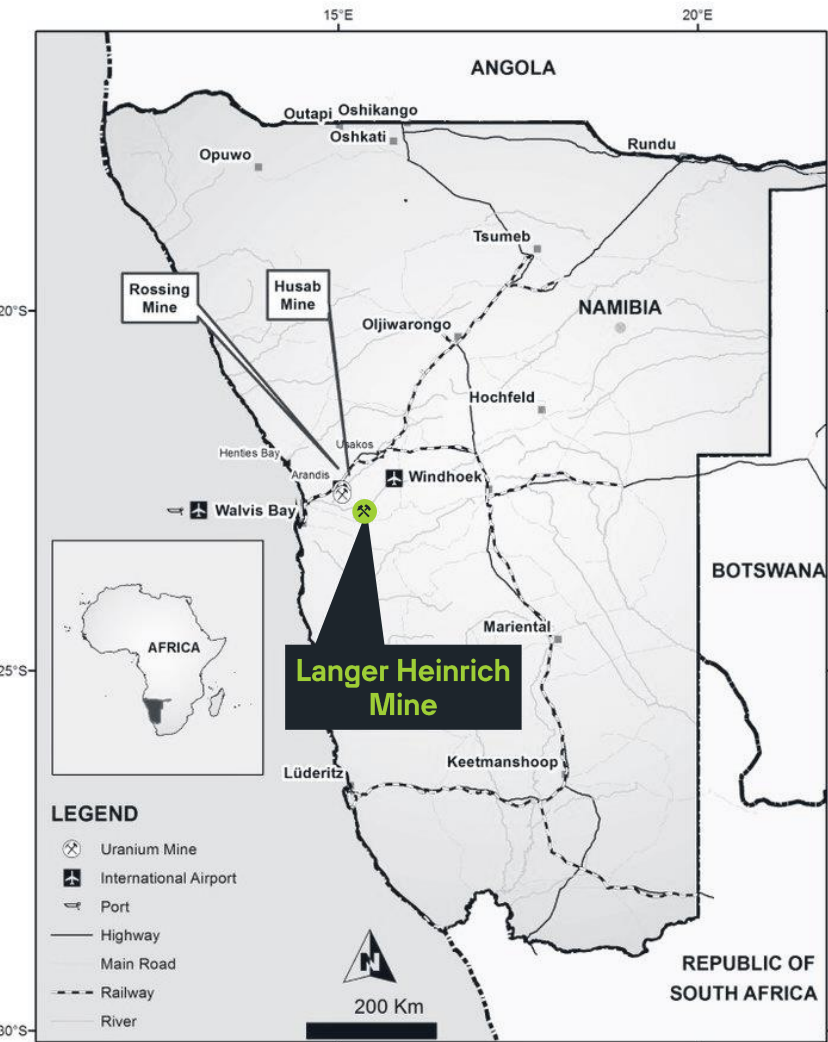 15°E
20°E
ANGOLA
Outapi
Oshikango
Oshkati
Opuwo
Rundu
Tsumeb
Rossing
Mine
Husab
Mine
20°S
NAMIBIA
Oljiwarongo
Hochfeld
Usakos
Henties Bay
Arandis
Windhoek
Walvis Bay
BOTSWANA
AFRICA
Mariental
Langer Heinrich
Mine
25°S
Keetmanshoop
Lüderitz
LEGEND
Uranium Mine
International Airport
Port
Highway
Main Road
Railway
River
N
200 Km
REPUBLIC OF
SOUTH AFRICA
30°S